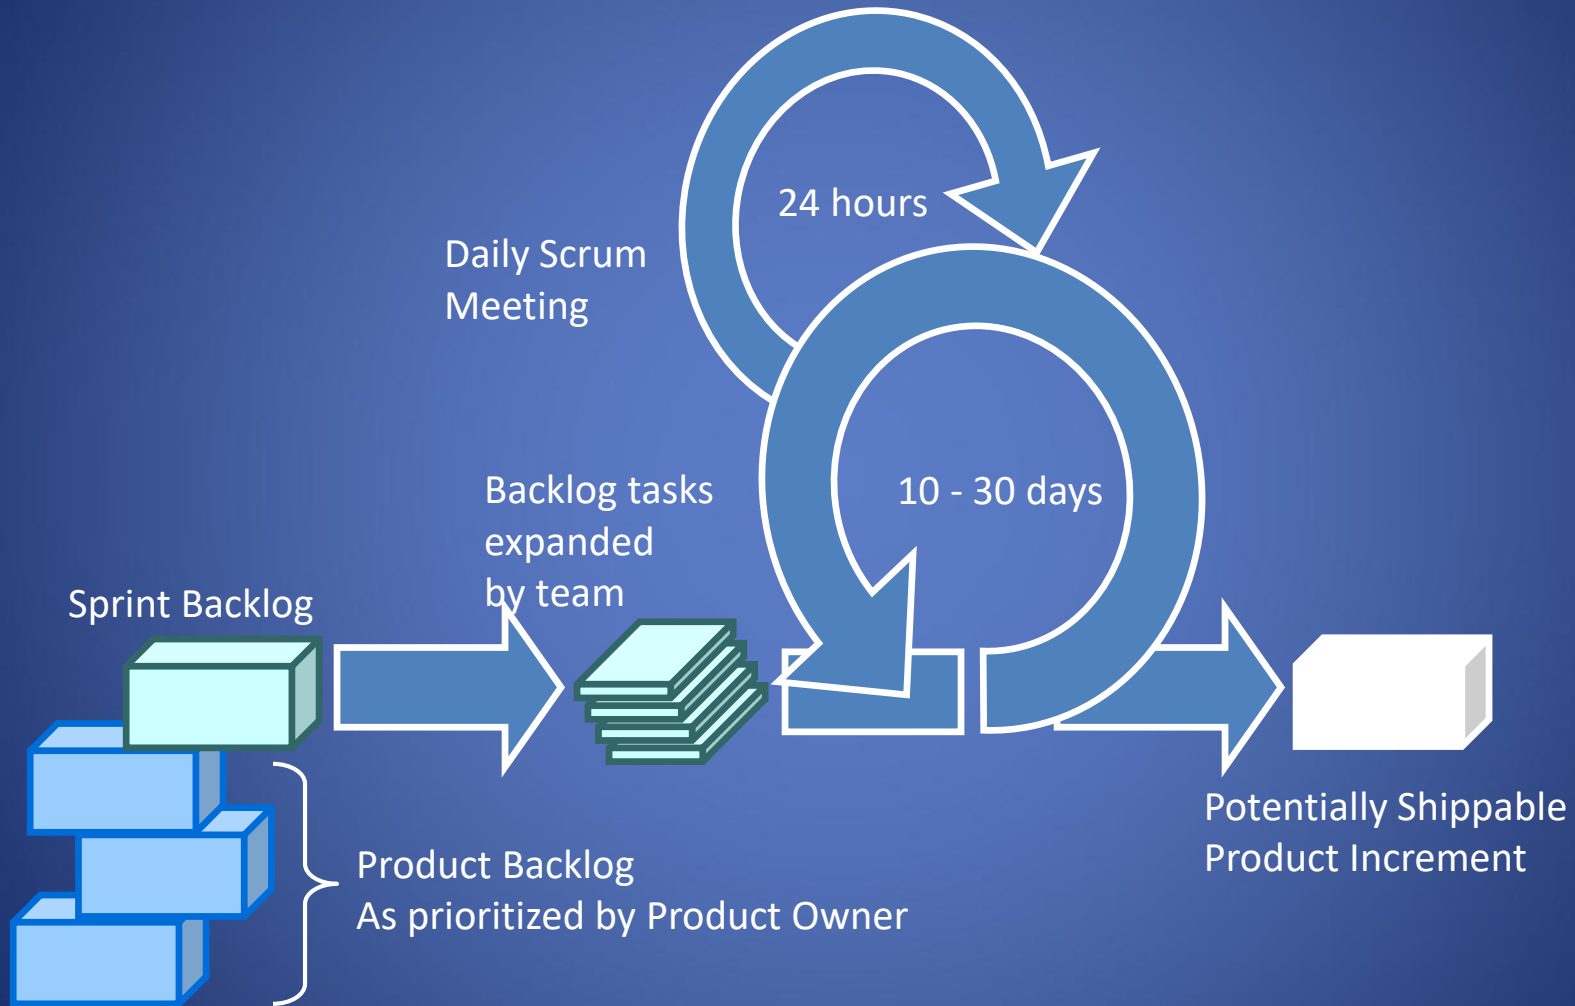 24 hours
Daily Scrum
Meeting
Backlog tasks
expanded
by team
10 - 30 days
Sprint Backlog
Potentially Shippable
Product Increment
Product Backlog
As prioritized by Product Owner